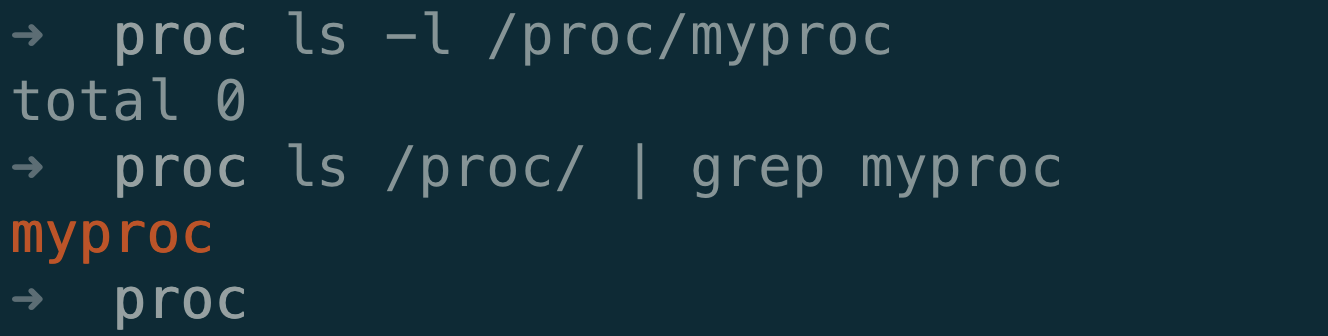 ➜  proc ls -l /proc/myproc
total 0
➜  proc ls /proc/ | grep myproc
myproc
➜  proc